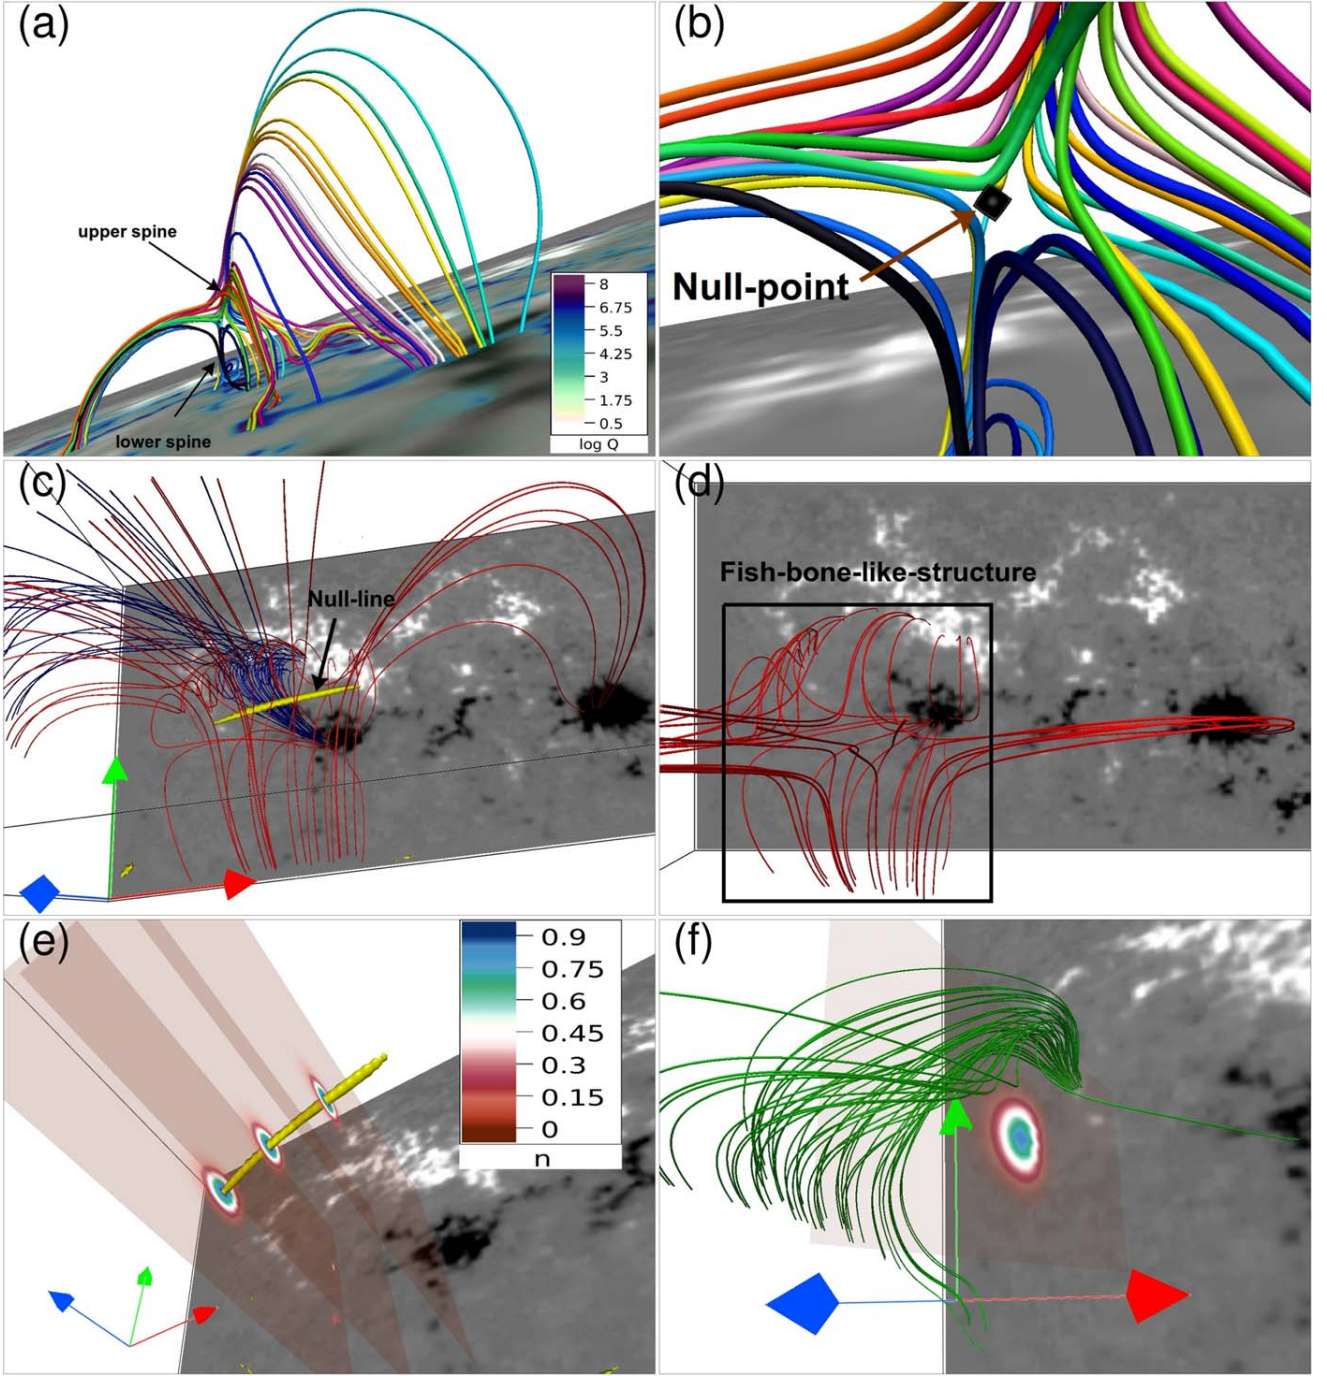 (a)
upper spine
lower spine
8
6.75
5.5
4.25
3
1.75
0.5
log Q
(b)
Null-point
(c)
Null-line
(d)
Fish-bone-like-structure
(e)
0.9
0.75
0.6
0.45
0.3
0.15
0
n
(f)